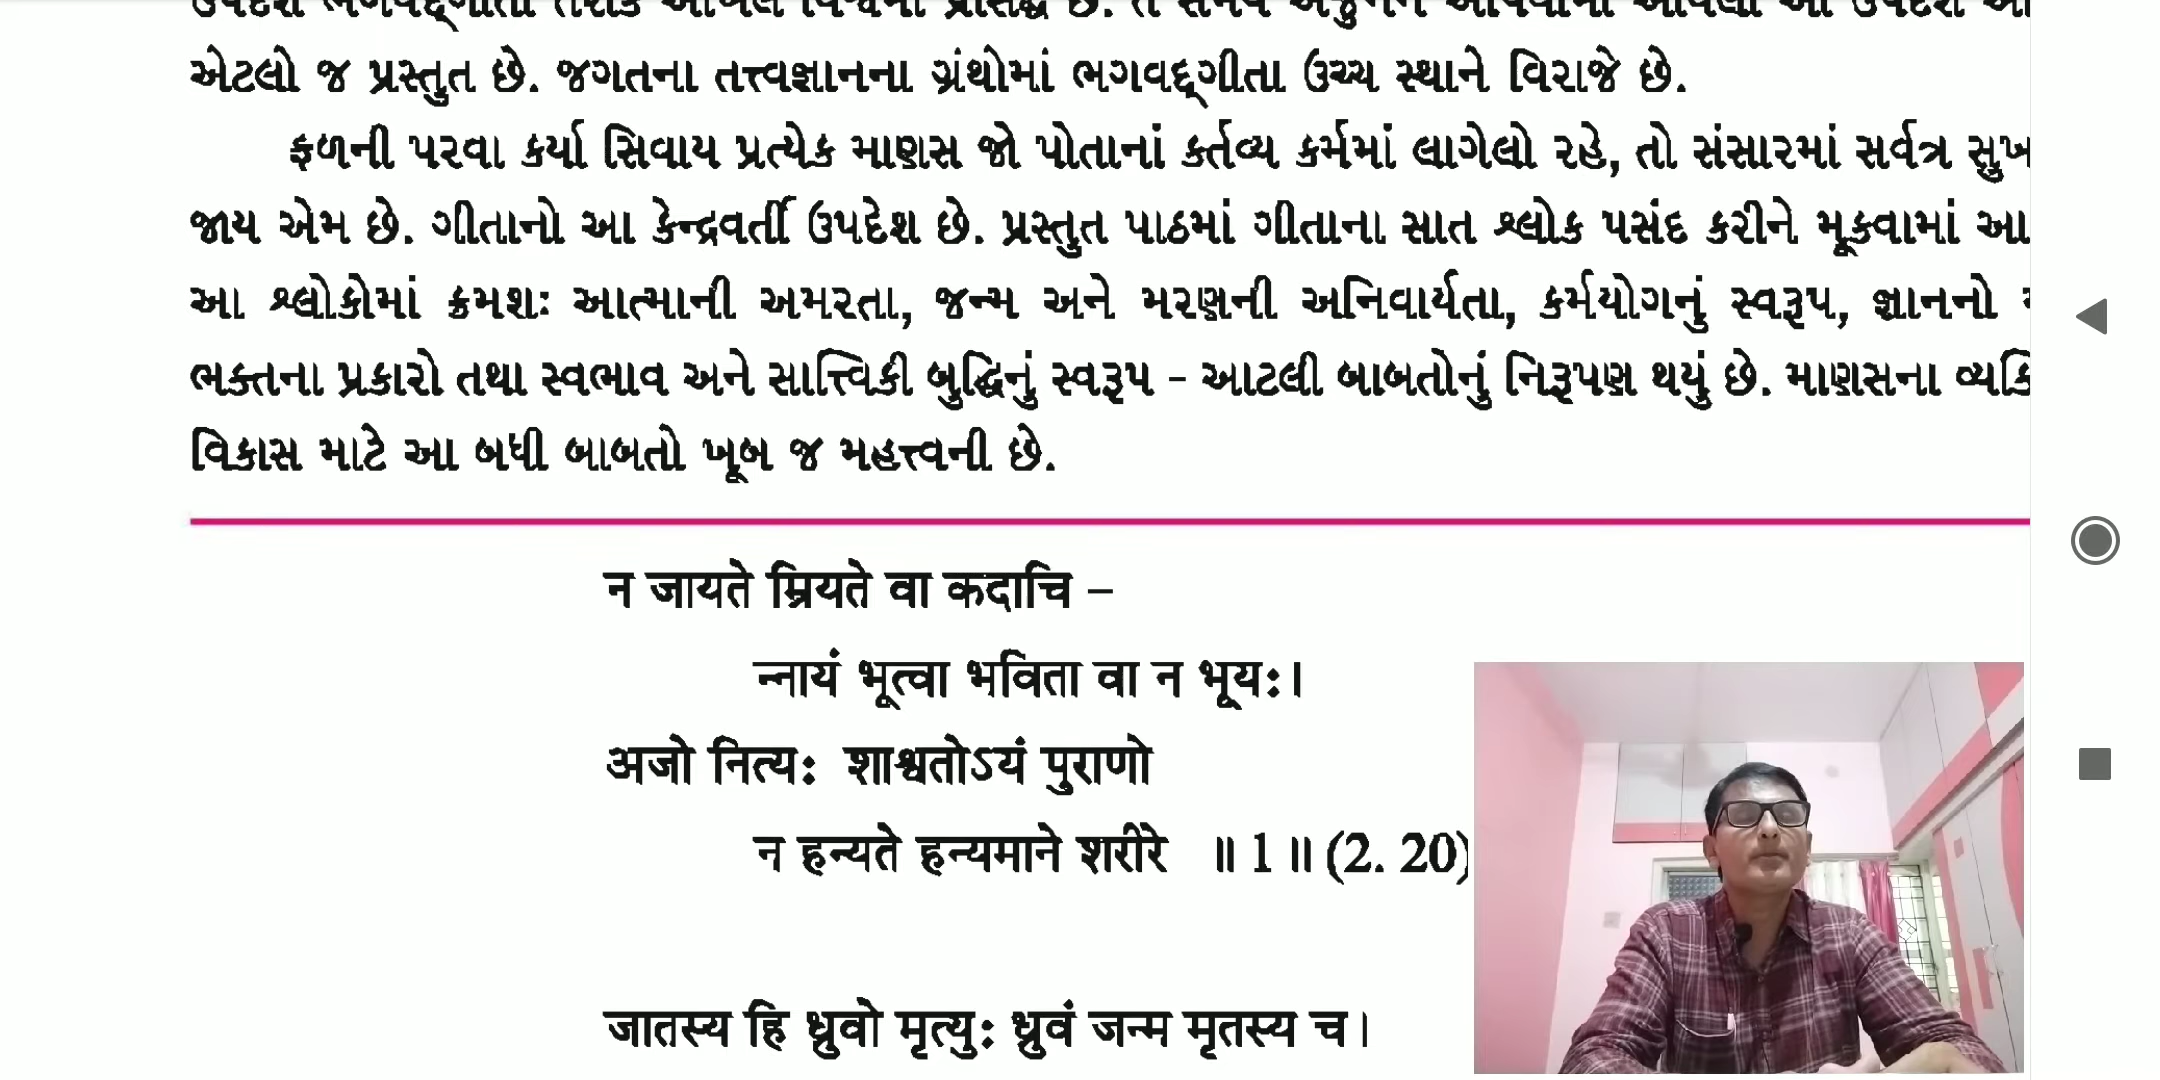 એટલો જ પ્રસ્તુત છે. જગતના તત્ત્વજ્ઞાનના ગ્રંથોમાં ભગવદ્ગીતા ઉચ્ચ સ્થાને વિરાજે છે.
ફળની પરવા કર્યા સિવાય પ્રત્યેક માણસ જો પોતાનાં કર્તવ્ય કર્મમાં લાગેલો રહે, તો સંસારમાં સર્વત્ર સુખ
જાય એમ છે. ગીતાનો આ કેન્દ્રવર્તી ઉપદેશ છે. પ્રસ્તુત પાઠમાં ગીતાના સાત શ્લોક પસંદ કરીને મૂકવામાં આ
આ શ્લોકોમાં ક્રમશઃ આત્માની અમરતા, જન્મ અને મરણની અનિવાર્યતા, કર્મયોગનું સ્વરૂપ, જ્ઞાનનો
ભક્તના પ્રકારો તથા સ્વભાવ અને સાત્ત્વિકી બુદ્ધિનું સ્વરૂપ - આટલી બાબતોનું નિરૂપણ થયું છે. માણસના
વિકાસ માટે આ બધી બાબતો ખૂબ જ મહત્ત્વની છે.
न जायते म्रियते वा कदाचि –
न्नायं भूत्वा भविता वा न भूयः।
अजो नित्यः शाश्वतोऽयं पुराणो
न हन्यते हन्यमाने शरीरे ॥ 1 ॥ (2. 20)
जातस्य हि ध्रुवो मृत्युः ध्रुवं जन्म मृतस्य च।